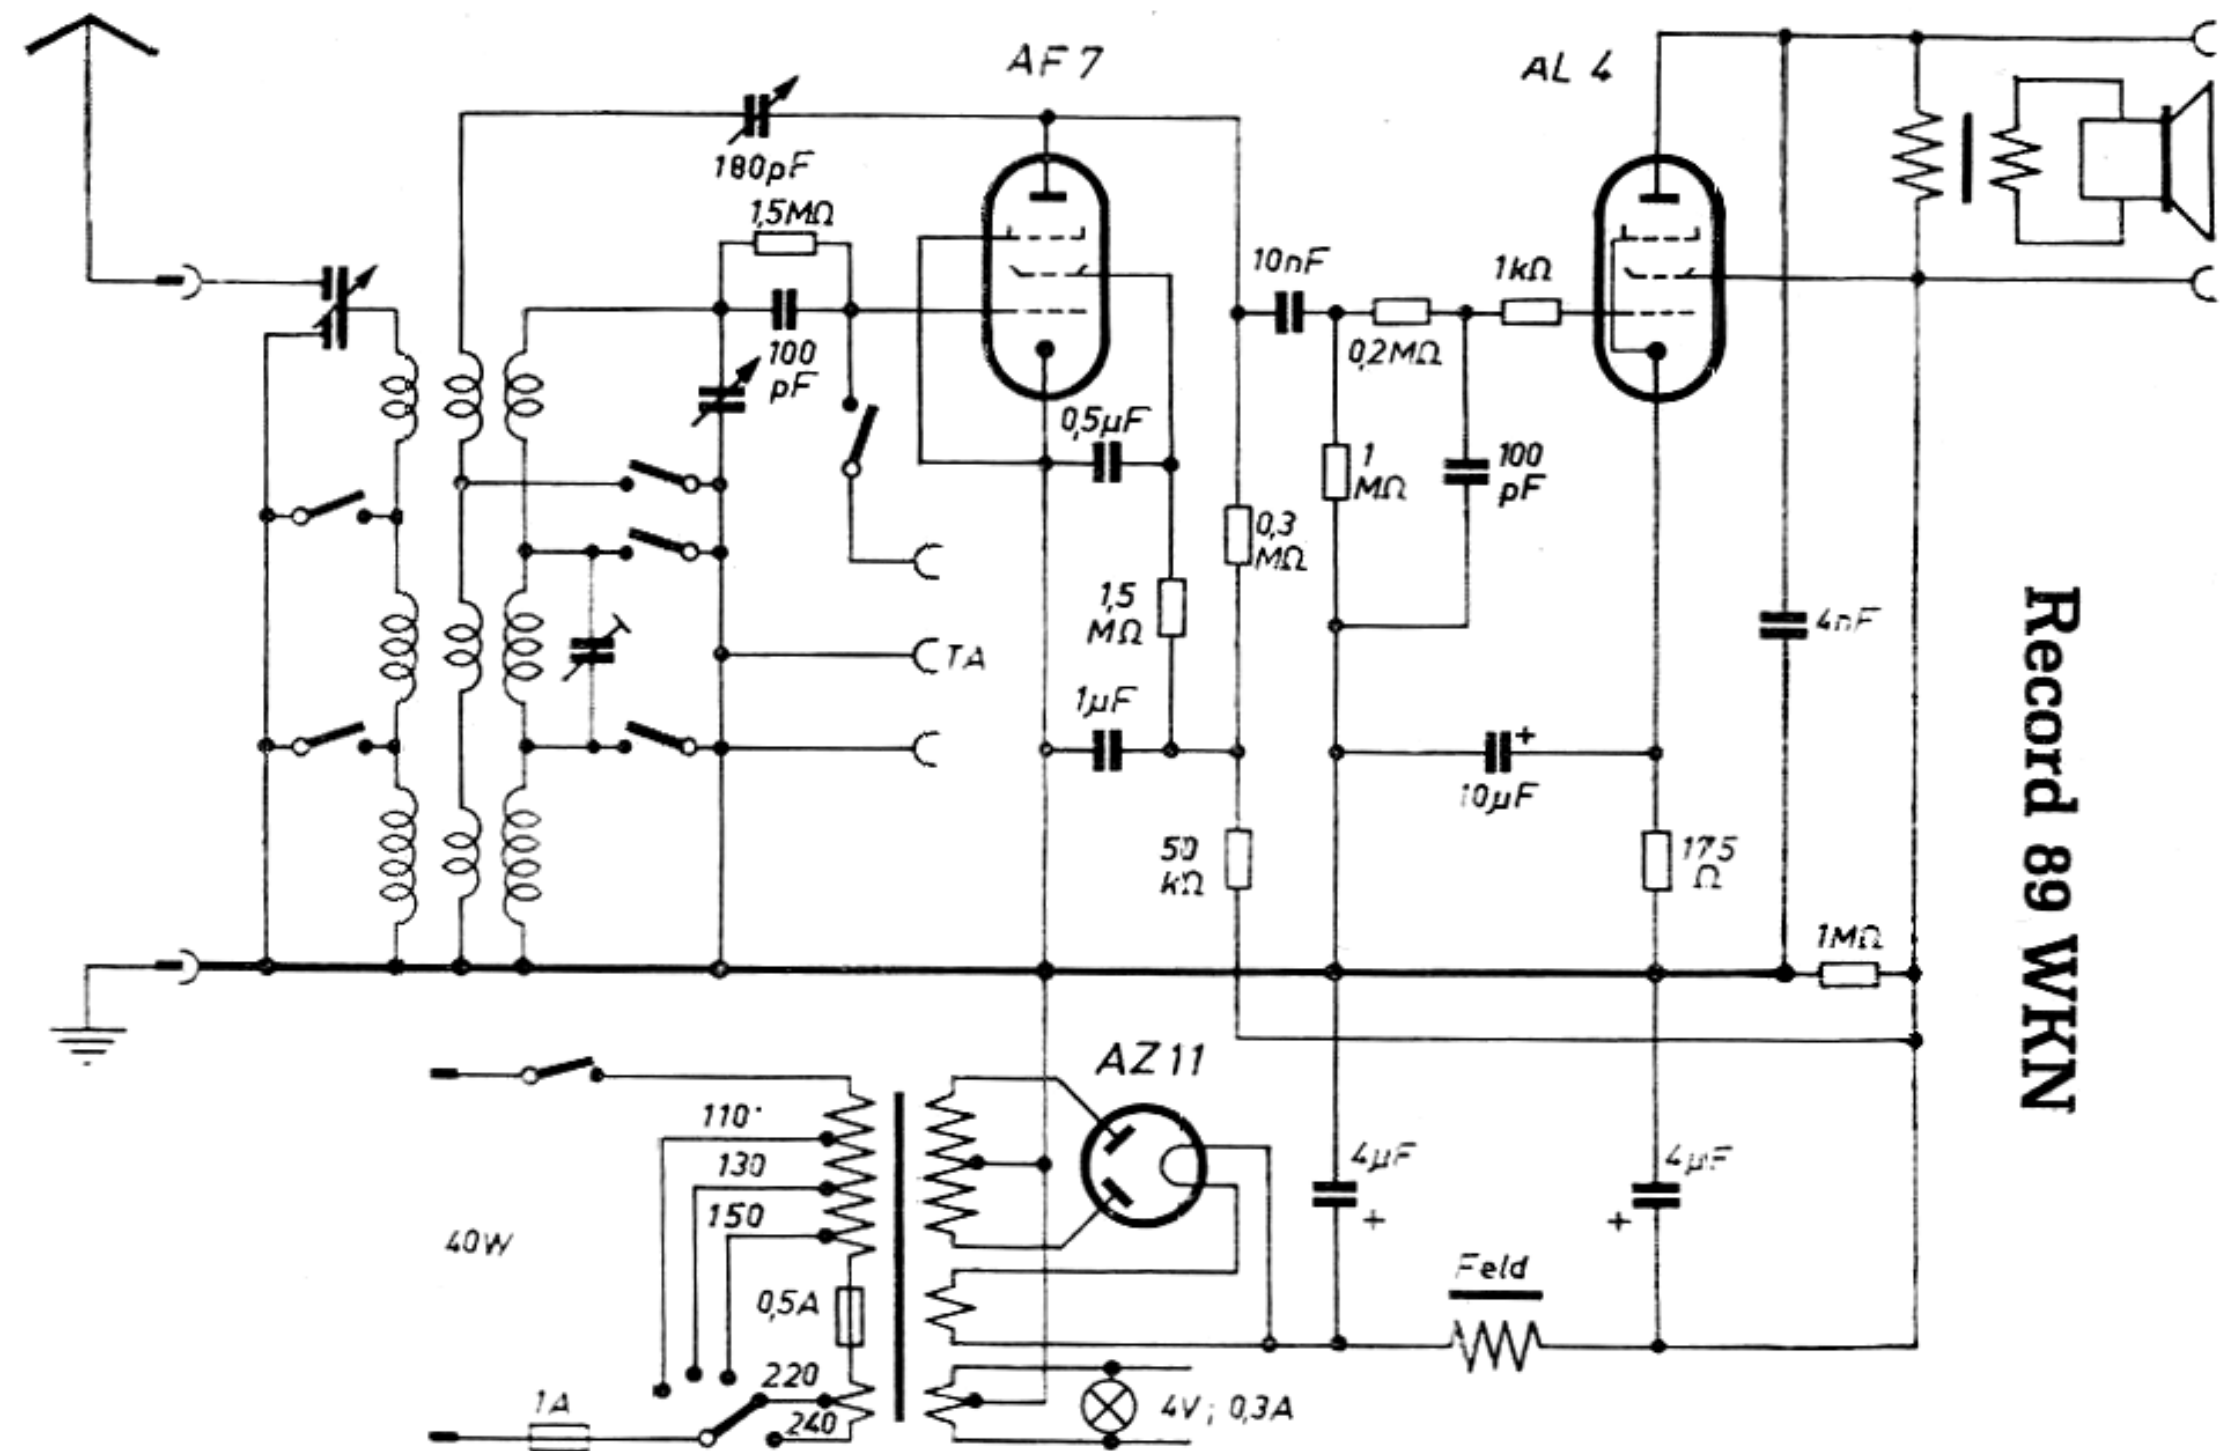 AF 7
AL 4
180pF
1,5MΩ
10nF
1kΩ
100
pF
0,2MΩ
0,5µF
1
MΩ
100
pF
0,3
MΩ
1,5
MΩ
4nF
TA
1µF
10µF
50
kΩ
175
Ω
1MΩ
Record 89 WKN
AZ 11
110
130
150
40W
4µF
4µF
+
+
+
Feld
0,5A
220
240
1A
4V; 0,3A